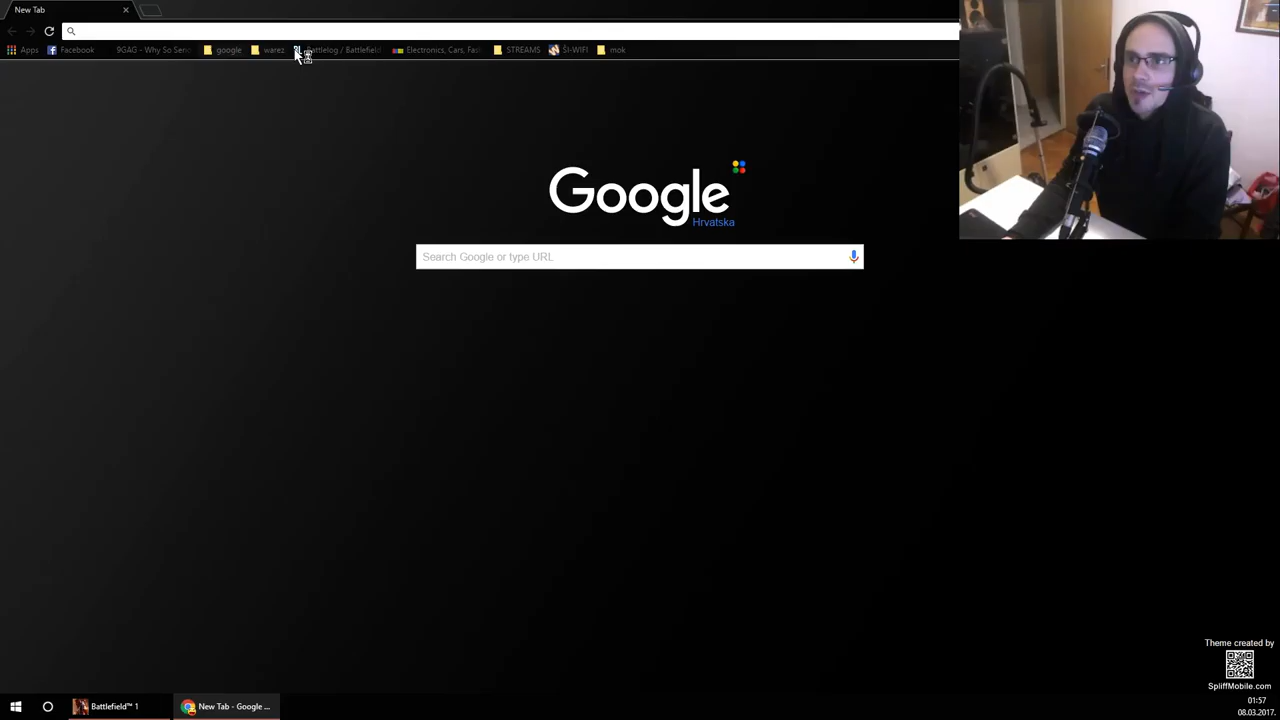 New Tab
Apps Facebook 9GAG - Why So Serio google warez Battlelog / Battlefield Electronics, Cars, Fash STREAMS ŠI-WIFI mok
Google
Hrvatska
Search Google or type URL
Theme created by
SpliffMobile.com
Battlefield™ 1 New Tab - Google ... 01:57
08.03.2017.